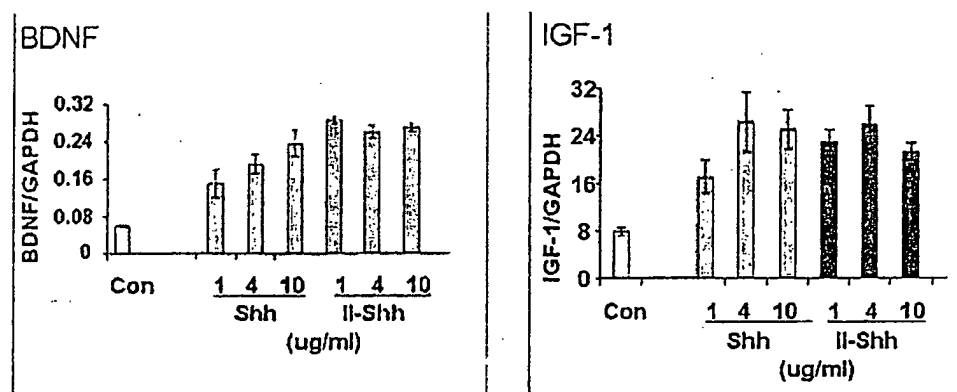 BDNF
BDNF/GAPDH
0.32
0.24
0.16
0.08
0
Con
1 4 10 1 4 10
Shh II-Shh
(ug/ml)
IGF-1
IGF-1/GAPDH
32
24
16
8
0
Con
1 4 10 1 4 10
Shh II-Shh
(ug/ml)